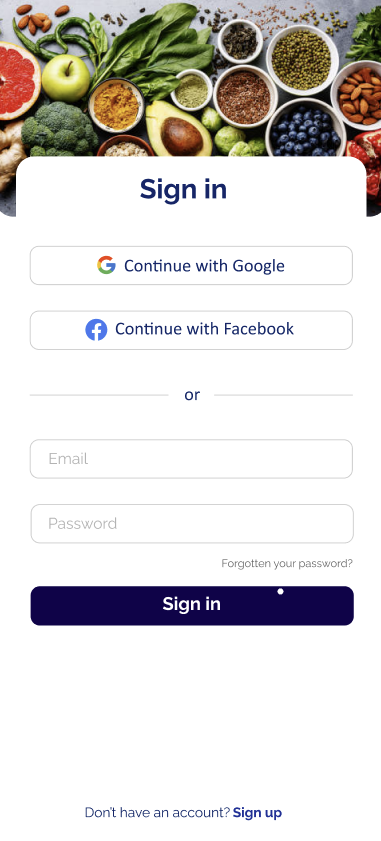 Sign in
Continue with Google
Continue with Facebook
or
Email
Password
Forgotten your password?
Sign in
Don't have an account? Sign up